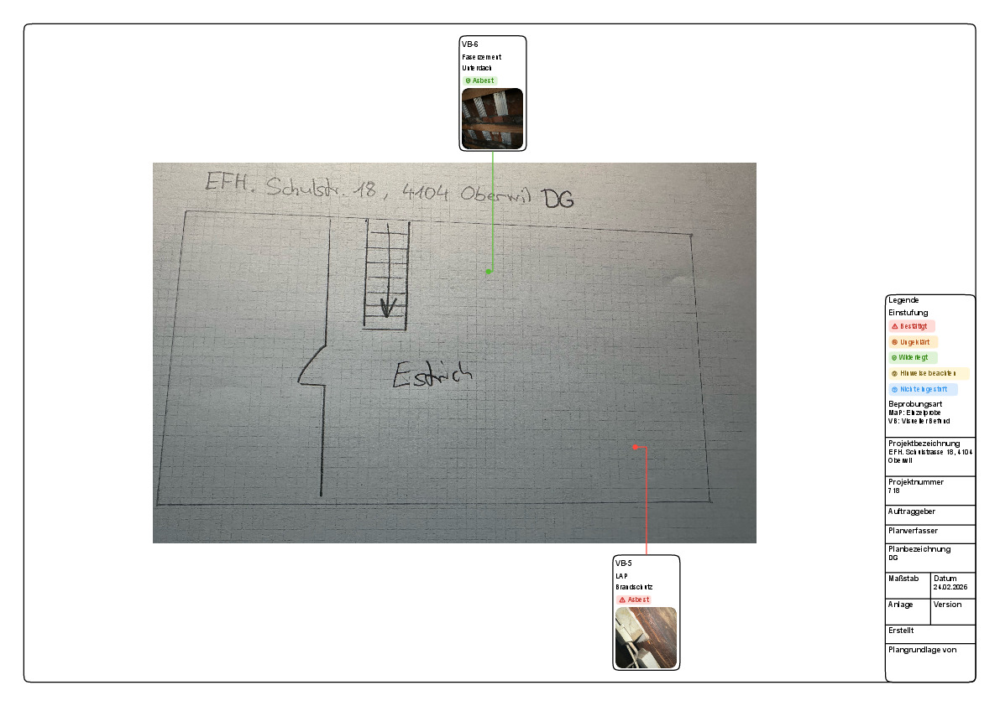 VB-6
Faserzement
Unterdach
Asbest
EFH. Schulstr. 18, 4104 Oberwil DG
Estrich
VB-5
LAP
Brandschutz
Asbest
Legende
Einstufung
Bestätigt
Ungeklärt
Widerlegt
Hinweise beachten
Nicht eingestuft
Beprobungsart
MaP: Einzelprobe
VB: Visueller Befund
Projektbezeichnung
EFH. Schulstrasse 18, 4104
Oberwil
Projektnummer
718
Auftraggeber
Planverfasser
Planbezeichnung
DG
Maßstab
Datum
24.02.2026
Anlage
Version
Erstellt
Plangrundlage von